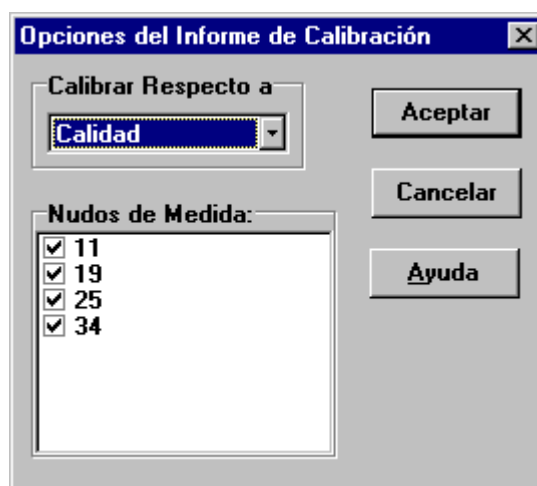 Opciones del Informe de Calibración
Calibrar Respecto a
Calidad
Aceptar
Cancelar
Nudos de Medida:
Ayuda
11
19
25
34